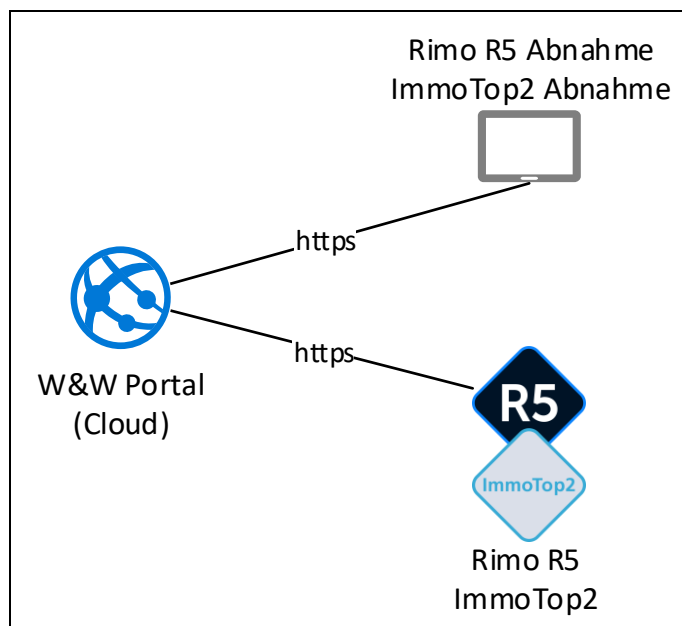 Rimo R5 Abnahme
ImmoTop2 Abnahme
https
W&W Portal
(Cloud)
https
R5
ImmoTop2
Rimo R5
ImmoTop2